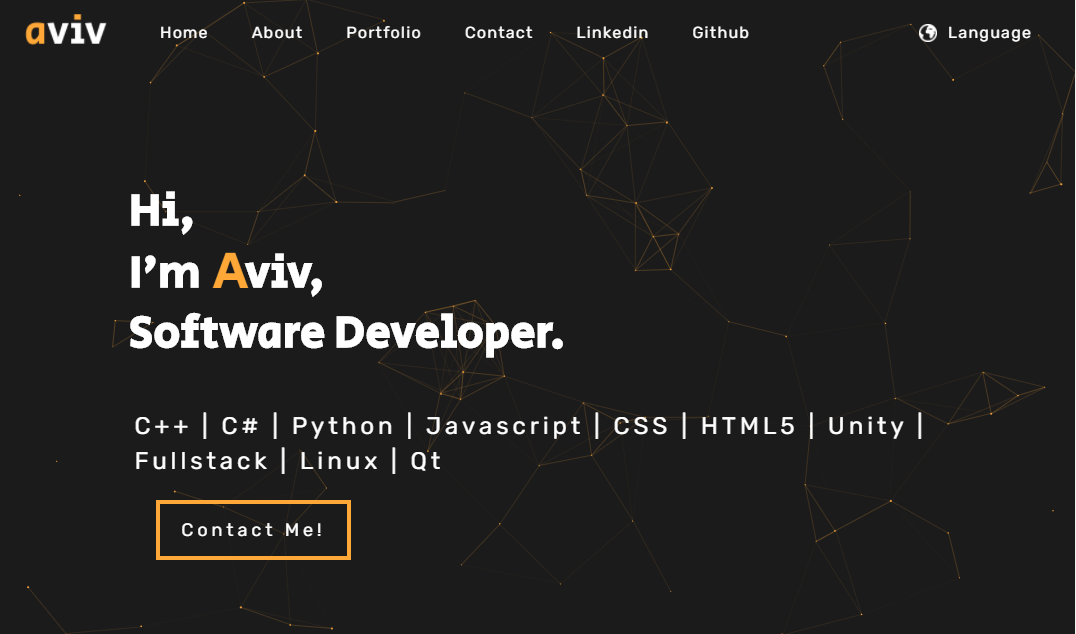 aviv Home About Portfolio Contact Linkedin Github Language
Hi,
I'm Aviv,
Software Developer.
C++ | C# | Python | Javascript | CSS | HTML5 | Unity |
Fullstack | Linux | Qt
Contact Me!